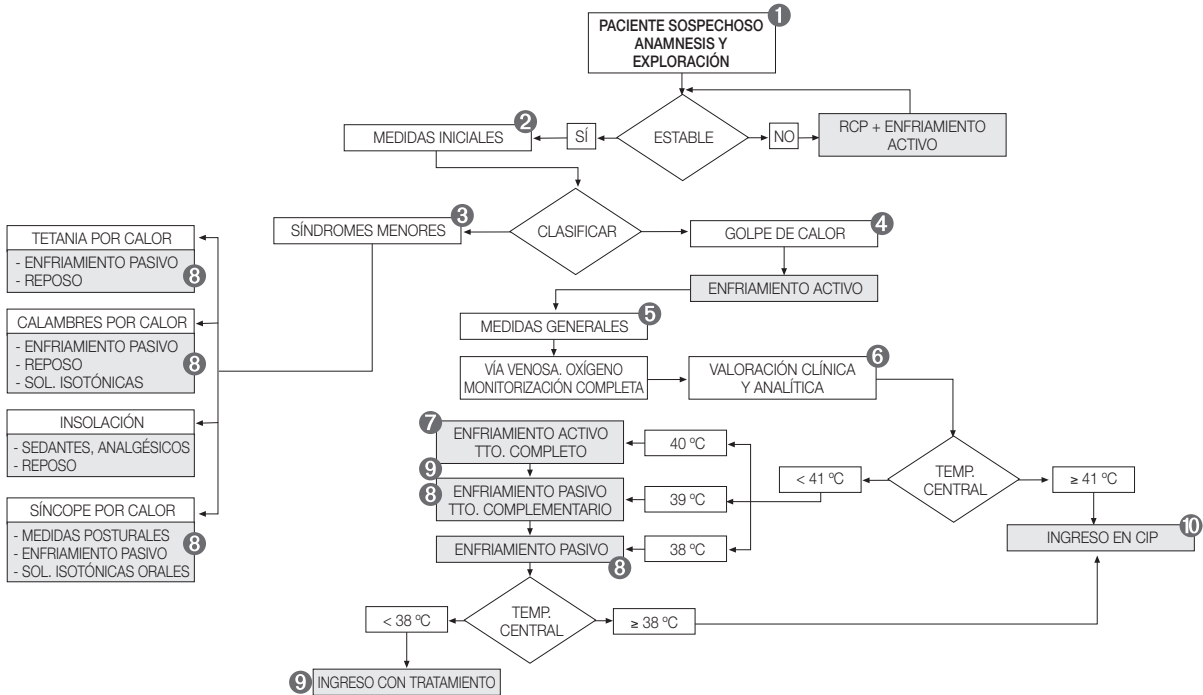 1
PACIENTE SOSPECHOSO
ANAMNESIS Y
EXPLORACIÓN
ESTABLE
SÍ
NO
RCP + ENFRIAMIENTO
ACTIVO
2
MEDIDAS INICIALES
CLASIFICAR
3
SÍNDROMES MENORES
4
GOLPE DE CALOR
ENFRIAMIENTO ACTIVO
TETANIA POR CALOR
- ENFRIAMIENTO PASIVO
- REPOSO
8
CALAMBRES POR CALOR
- ENFRIAMIENTO PASIVO
- REPOSO
- SOL. ISOTÓNICAS
8
INSOLACIÓN
- SEDANTES, ANALGÉSICOS
- REPOSO
SÍNCOPE POR CALOR
- MEDIDAS POSTURALES
- ENFRIAMIENTO PASIVO
- SOL. ISOTÓNICAS ORALES
8
5
MEDIDAS GENERALES
VÍA VENOSA. OXÍGENO
MONITORIZACIÓN COMPLETA
6
VALORACIÓN CLÍNICA
Y ANALÍTICA
TEMP.
CENTRAL
< 41 ºC
≥ 41 ºC
10
INGRESO EN CIP
7
ENFRIAMIENTO ACTIVO
TTO. COMPLETO
40 ºC
9
8
ENFRIAMIENTO PASIVO
TTO. COMPLEMENTARIO
39 ºC
ENFRIAMIENTO PASIVO
8
38 ºC
TEMP.
CENTRAL
< 38 ºC
≥ 38 ºC
9
INGRESO CON TRATAMIENTO